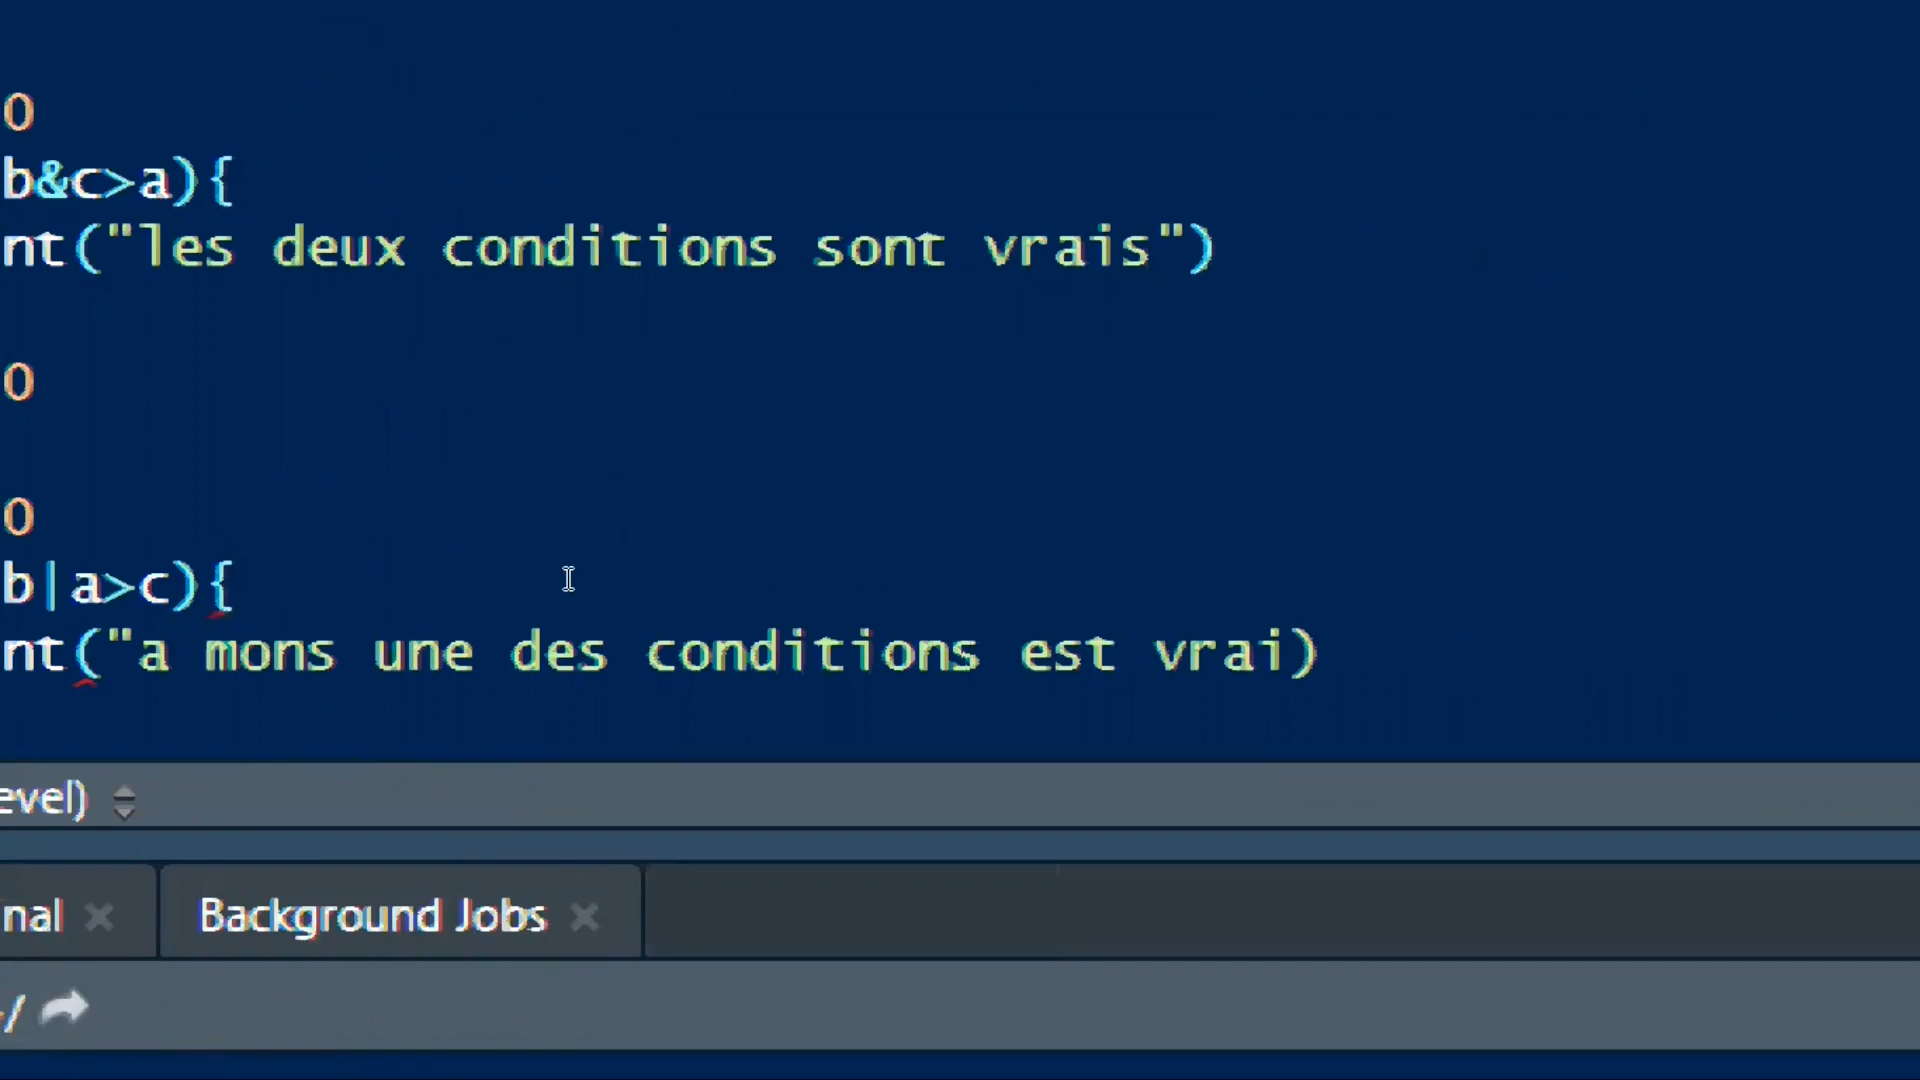 0
b&c>a){
nt("les deux conditions sont vrais")
0
0
b|a>c){
nt("a mons une des conditions est vrai)
evel)
nal
Background Jobs
/